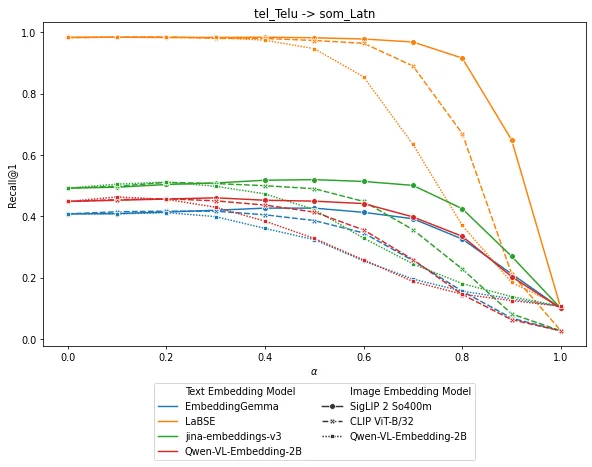 tel_Telu -> som_Latn
Recall@1
1.0
0.8
0.6
0.4
0.2
0.0
0.0 0.2 0.4 0.6 0.8 1.0
α
Text Embedding Model
EmbeddingGemma
LaBSE
jina-embeddings-v3
Qwen-VL-Embedding-2B
Image Embedding Model
SigLIP 2 So400m
CLIP ViT-B/32
Qwen-VL-Embedding-2B